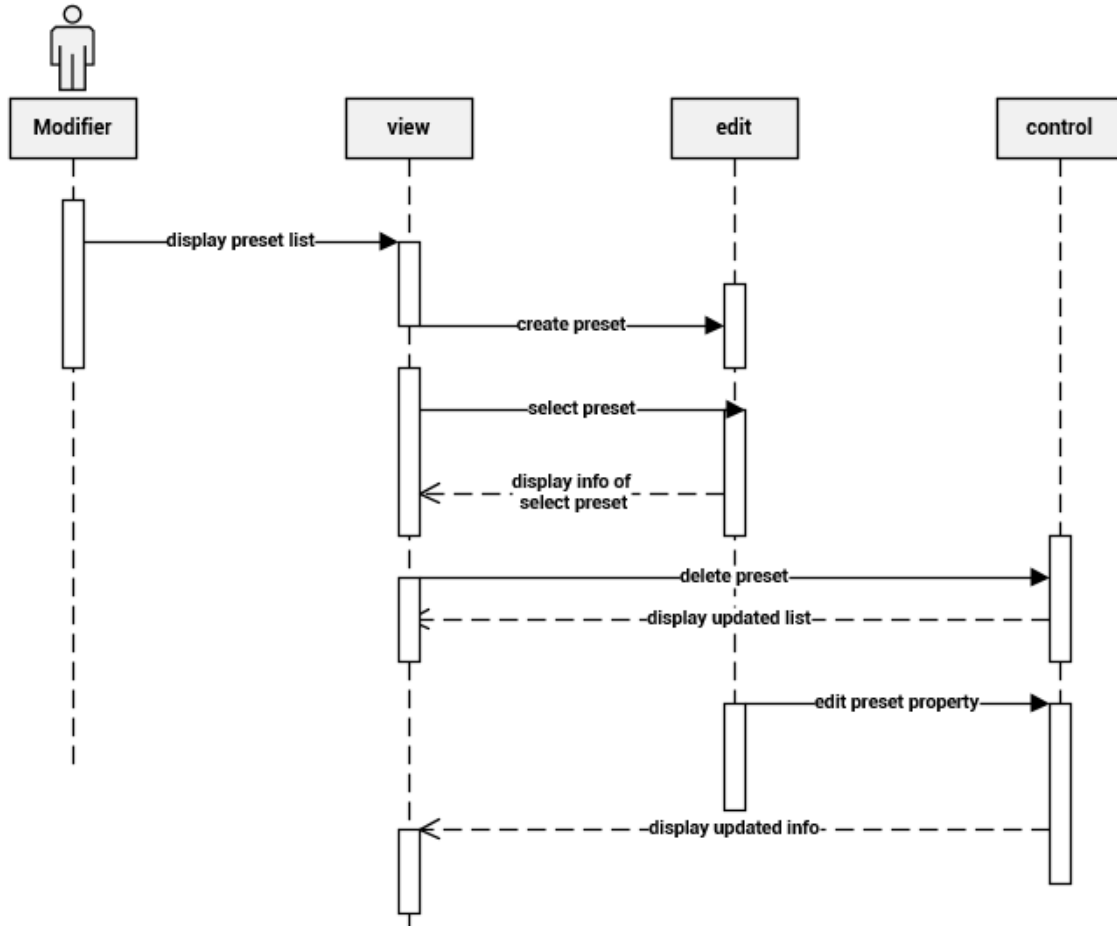 Modifier
view
edit
control
display preset list
create preset
select preset
display info of
select preset
delete preset
display updated list
edit preset property
display updated info